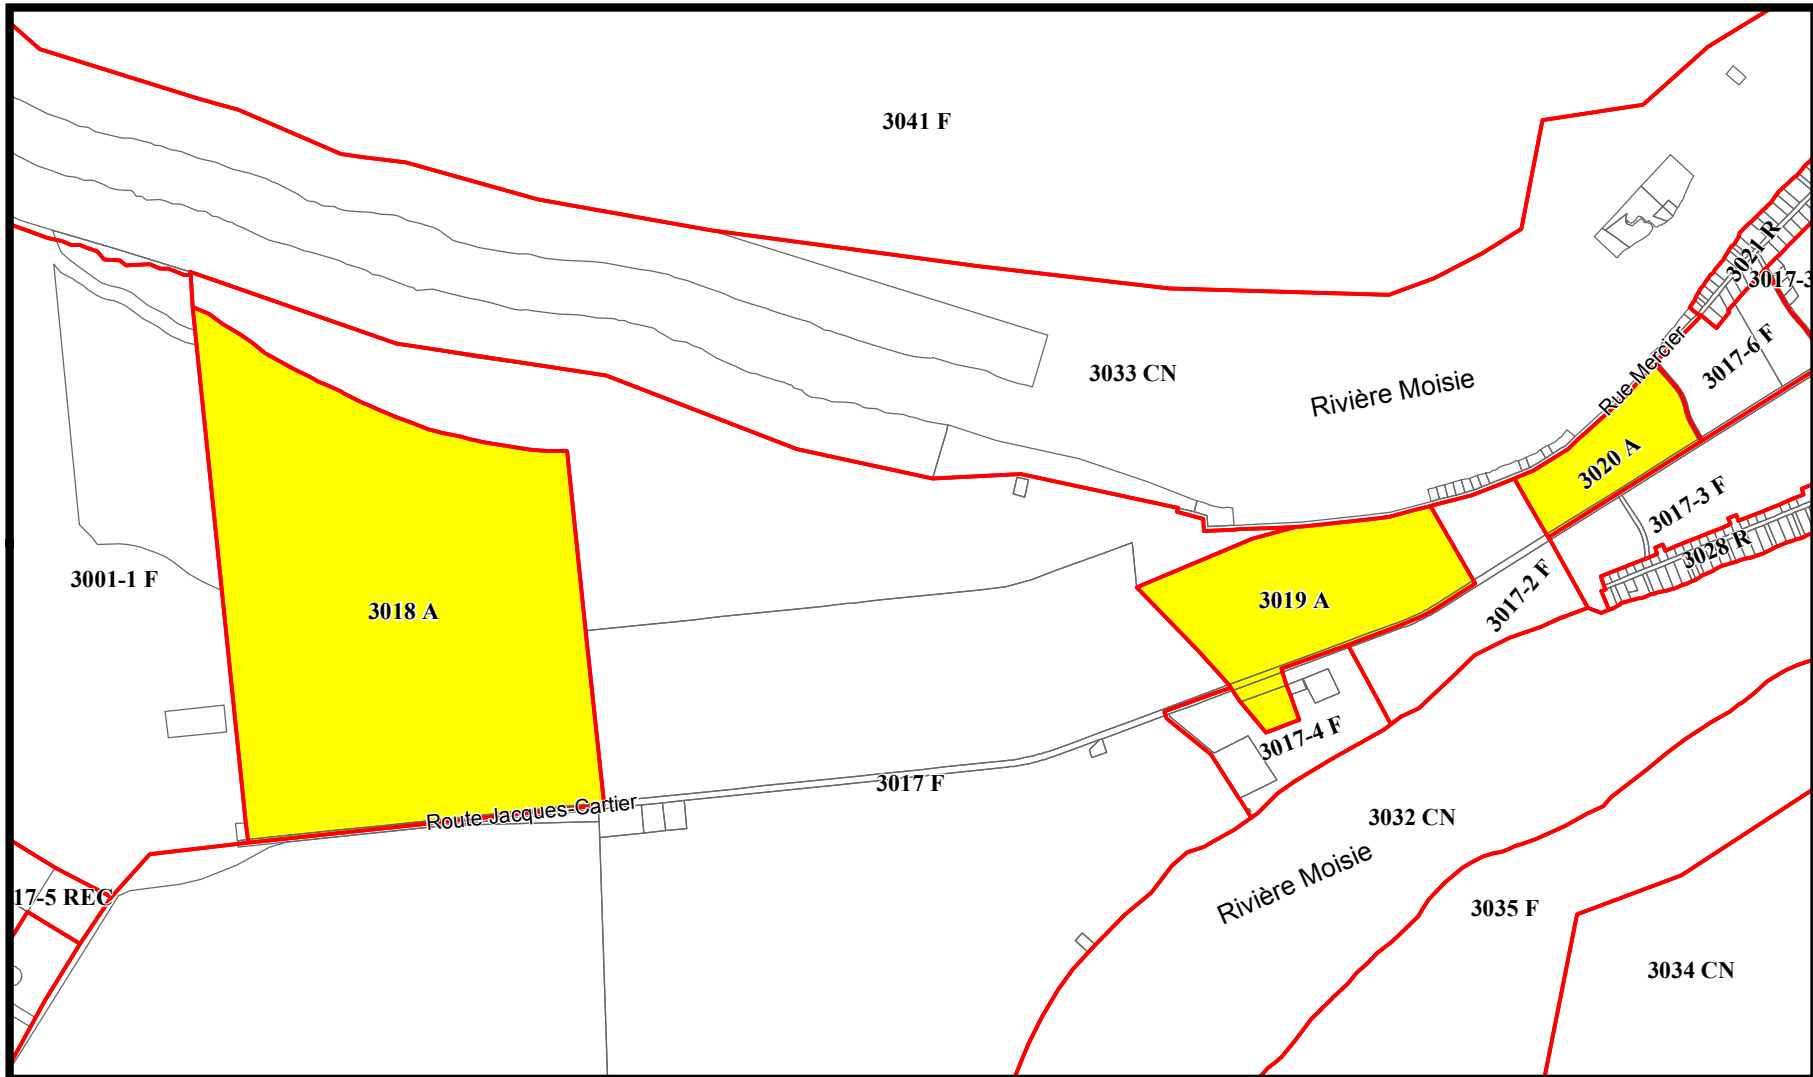 3041 F
3021 R
3017-3
3033 CN
Rivière Moisie
Rue-Mercier
3017-6 F
3020 A
3017-3 F
3028 R
3001-1 F
3018 A
3019 A
3017-2 F
3017-4 F
3017 F
Route Jacques-Cartier
3032 CN
Rivière Moisie
17-5 REC
3035 F
3034 CN